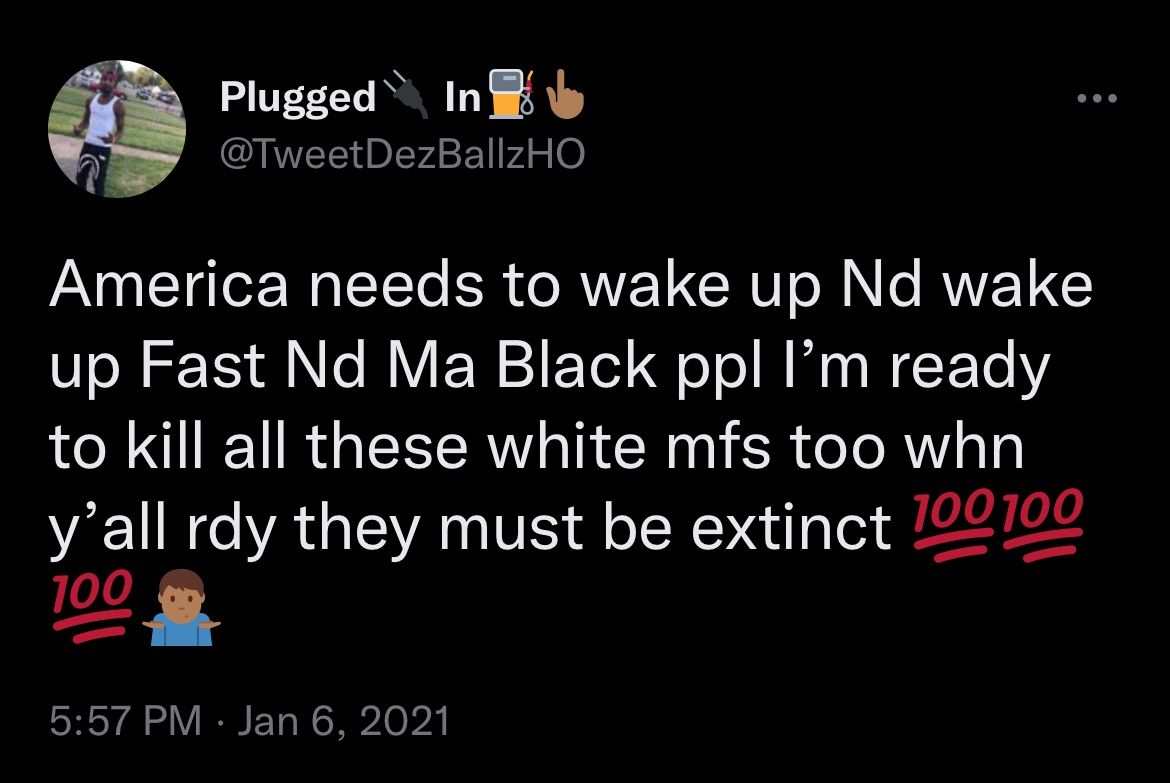 Plugged🔌 In⛽👆🏾
@TweetDezBallzHO
America needs to wake up Nd wake
up Fast Nd Ma Black ppl I’m ready
to kill all these white mfs too whn
y’all rdy they must be extinct 💯💯
💯🤷🏽‍♂️
5:57 PM · Jan 6, 2021